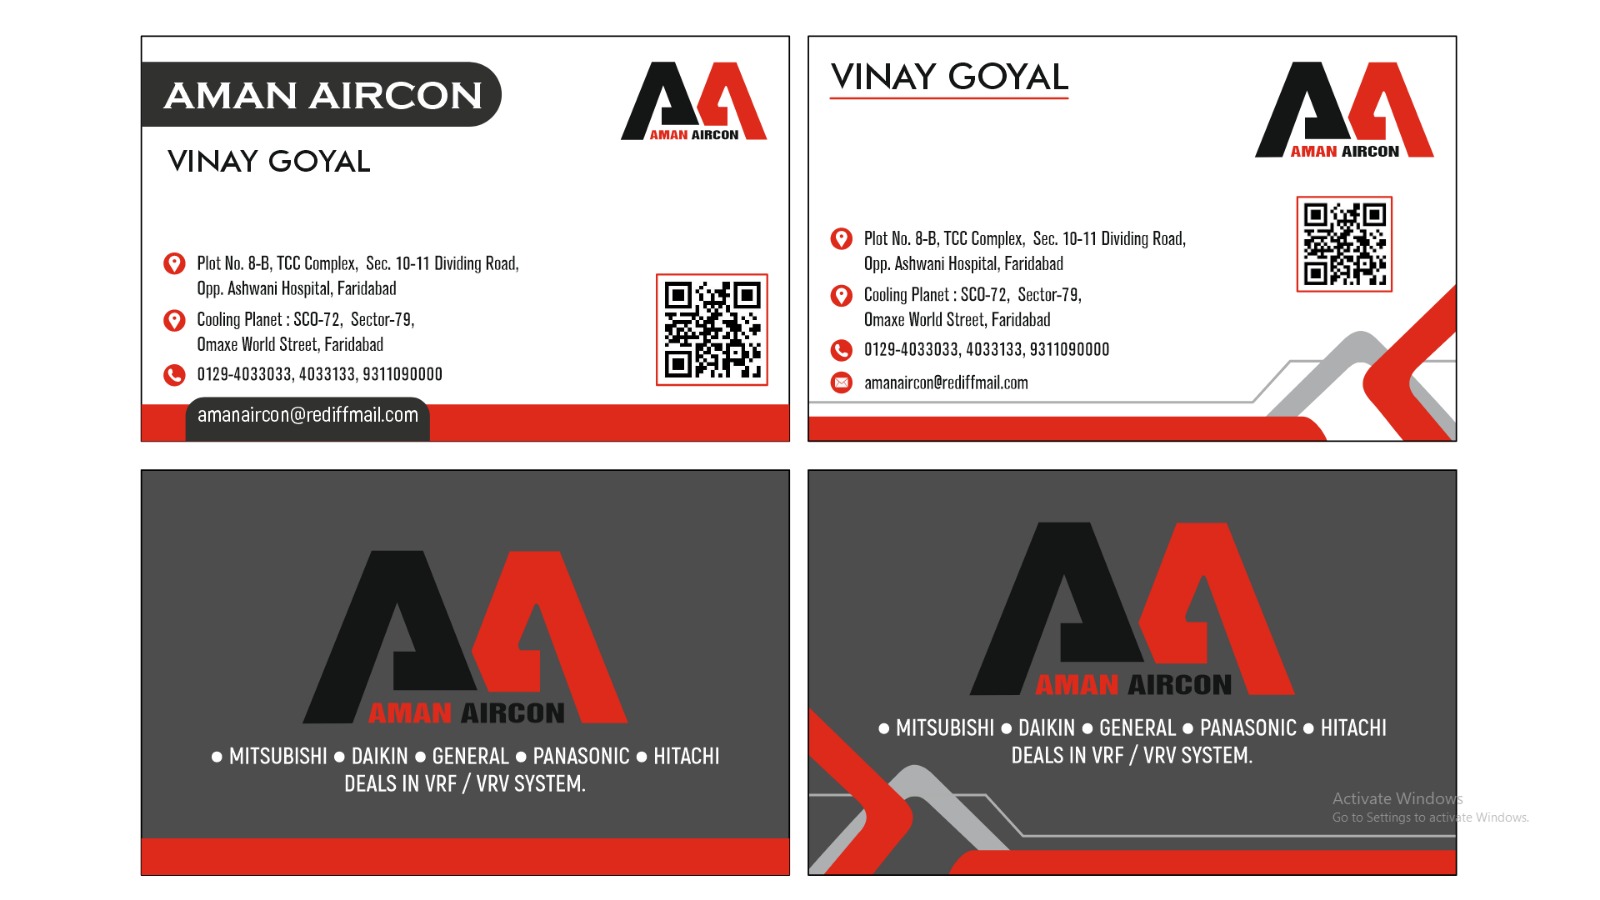 AMAN AIRCON
AMAN AIRCON
VINAY GOYAL
Plot No. 8-B, TCC Complex, Sec. 10-11 Dividing Road,
Opp. Ashwani Hospital, Faridabad
Cooling Planet : SCO-72, Sector-79,
Omaxe World Street, Faridabad
0129-4033033, 4033133, 9311090000
amanaircon@rediffmail.com
VINAY GOYAL
AMAN AIRCON
Plot No. 8-B, TCC Complex, Sec. 10-11 Dividing Road,
Opp. Ashwani Hospital, Faridabad
Cooling Planet : SCO-72, Sector-79,
Omaxe World Street, Faridabad
0129-4033033, 4033133, 9311090000
amanaircon@rediffmail.com
AMAN AIRCON
● MITSUBISHI ● DAIKIN ● GENERAL ● PANASONIC ● HITACHI
DEALS IN VRF / VRV SYSTEM.
AMAN AIRCON
● MITSUBISHI ● DAIKIN ● GENERAL ● PANASONIC ● HITACHI
DEALS IN VRF / VRV SYSTEM.
Activate Windows
Go to Settings to activate Windows.